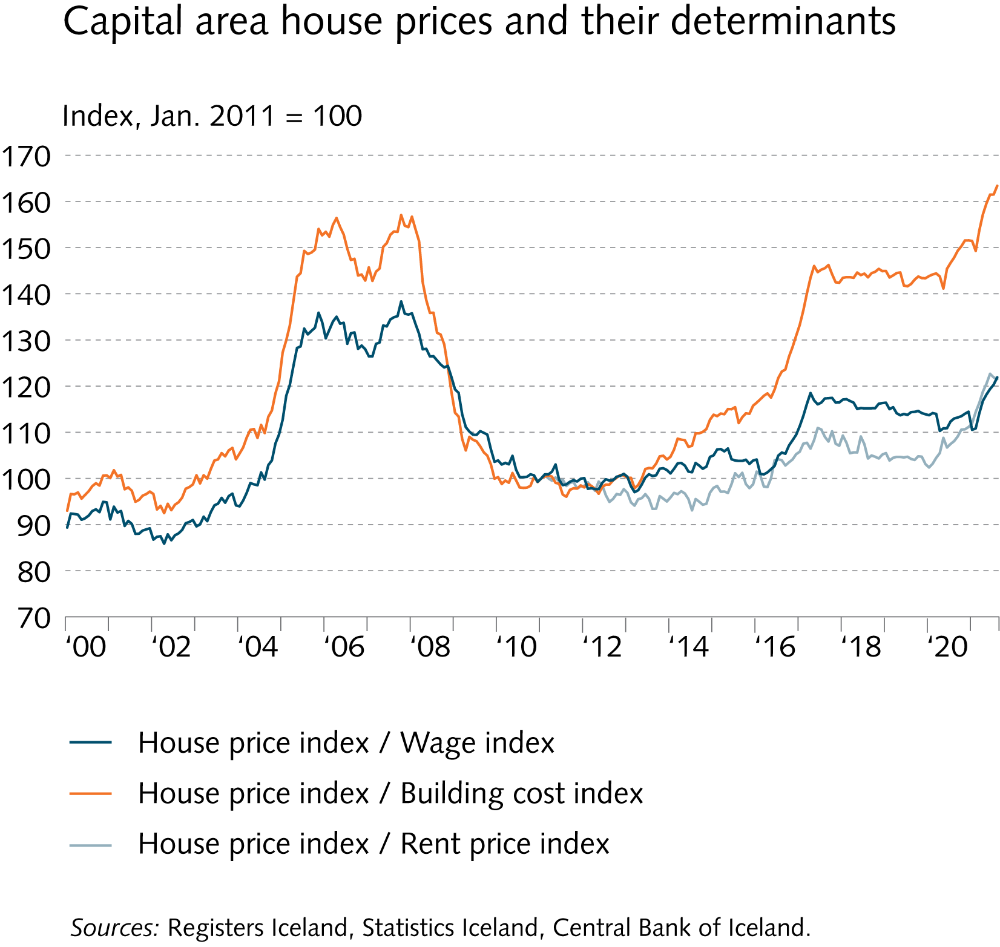 Capital area house prices and their determinants
Index, Jan. 2011 = 100
170
160
150
140
130
120
110
100
90
80
70
‘00 ‘02 ‘04 ‘06 ‘08 ‘10 ‘12 ‘14 ‘16 ‘18 ‘20
House price index / Wage index
House price index / Building cost index
House price index / Rent price index
Sources: Registers Iceland, Statistics Iceland, Central Bank of Iceland.